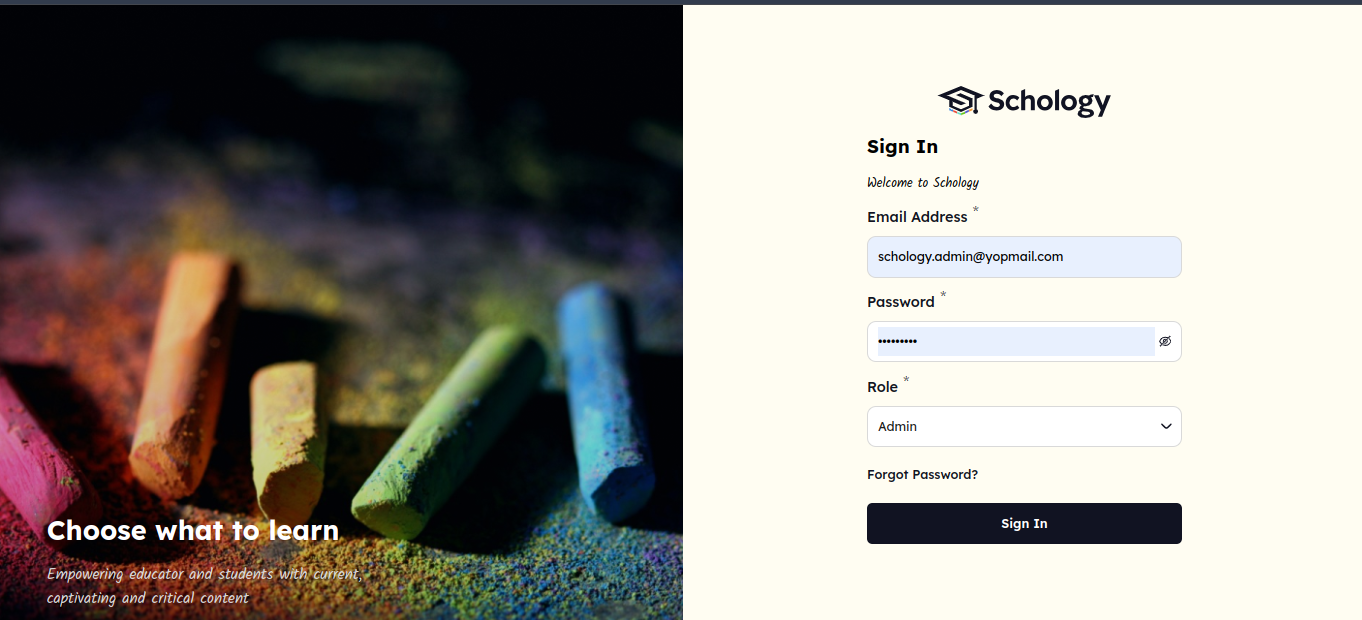 Choose what to learn
Empowering educator and students with current,
captivating and critical content
Schology
Sign In
Welcome to Schology
Email Address *
schology.admin@yopmail.com
Password *
•••••••••
Role *
Admin
Forgot Password?
Sign In